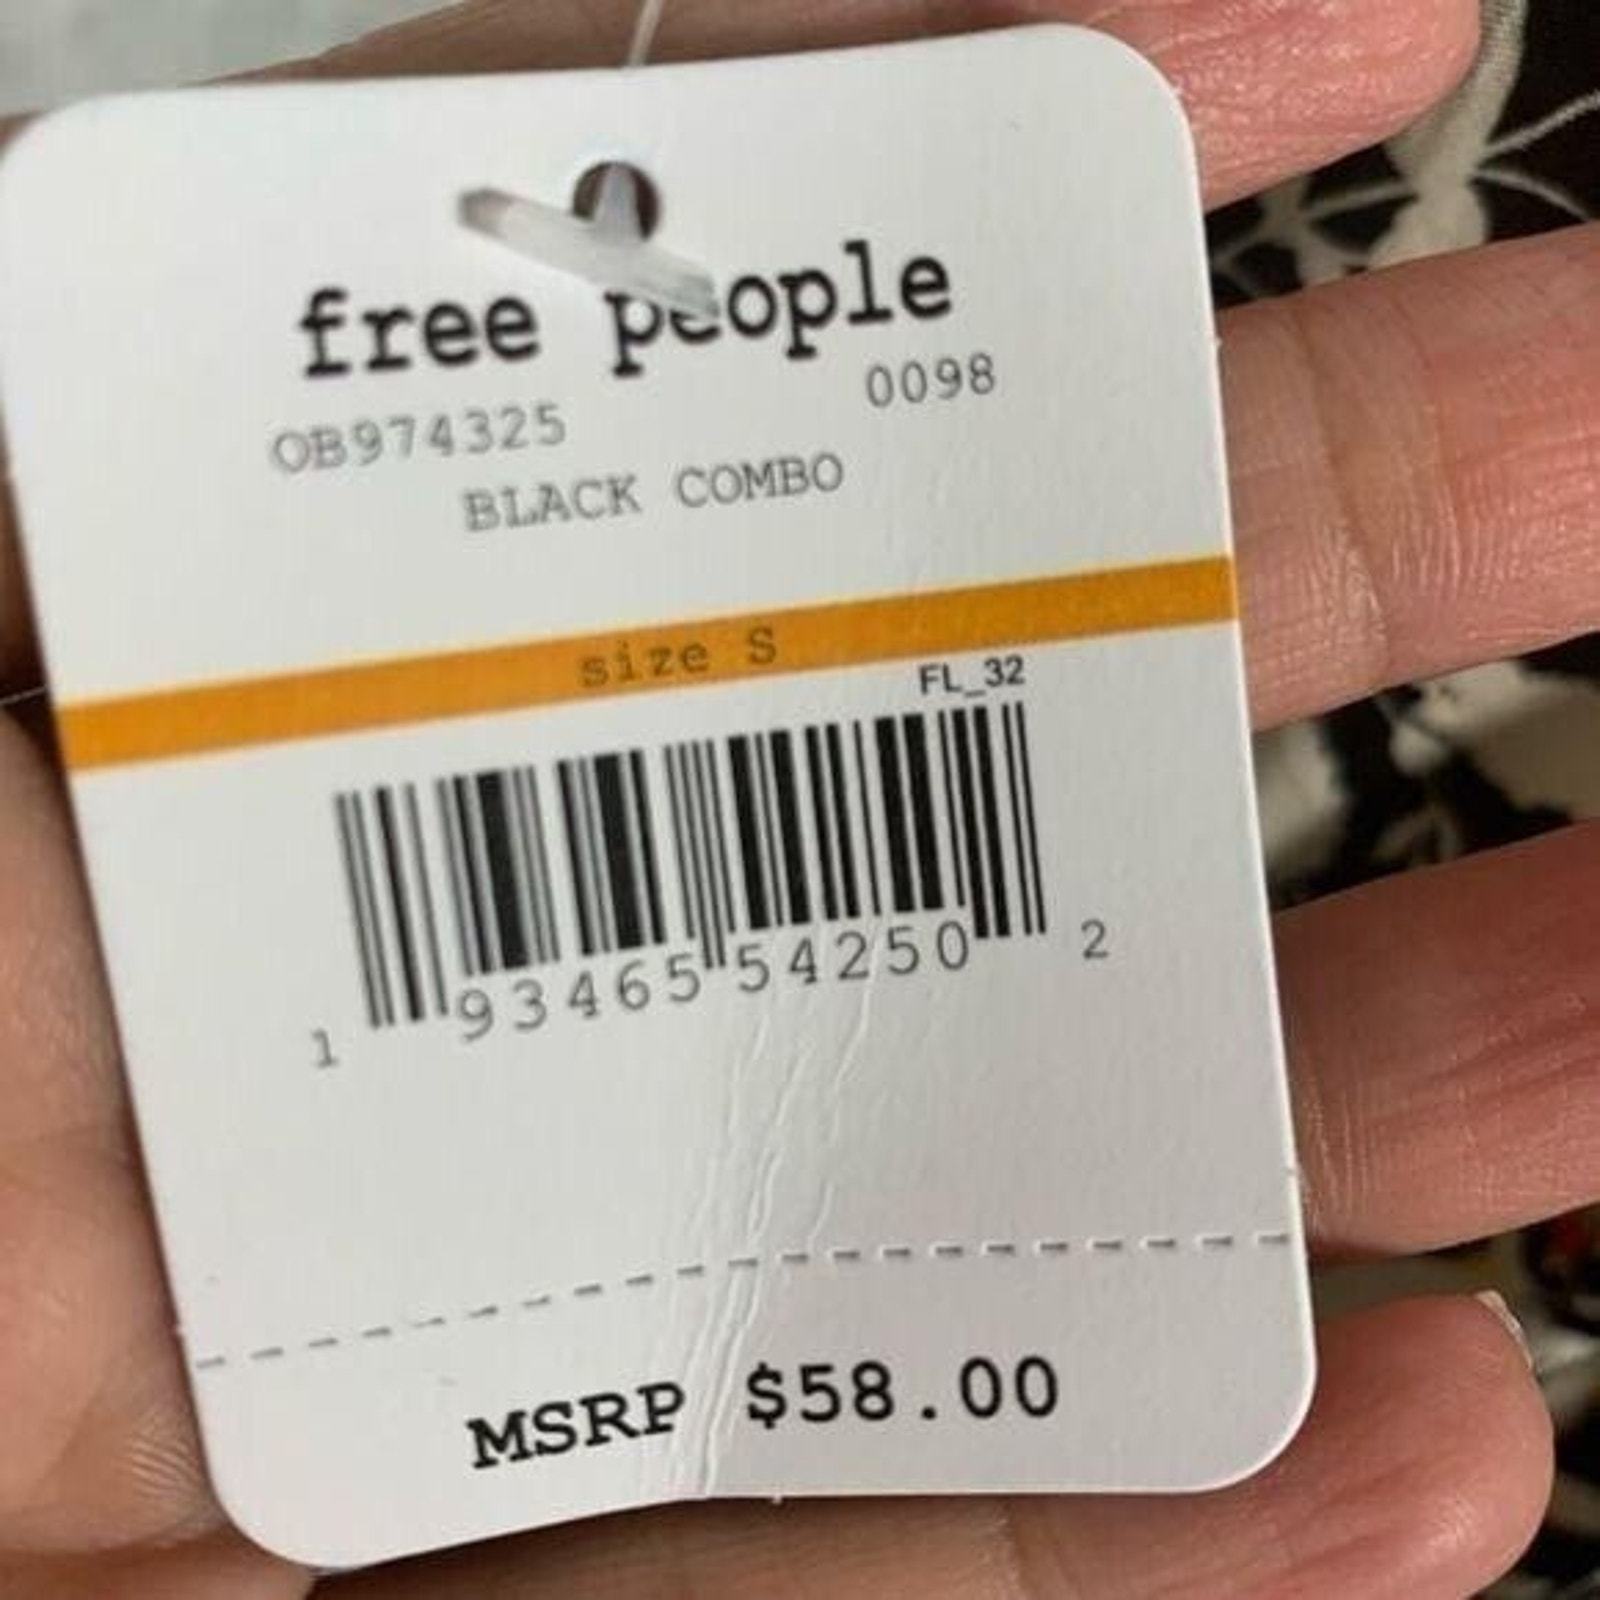 free people
OB974325 0098
BLACK COMBO
size S
FL_32
1 93465 54250 2
MSRP $58.00